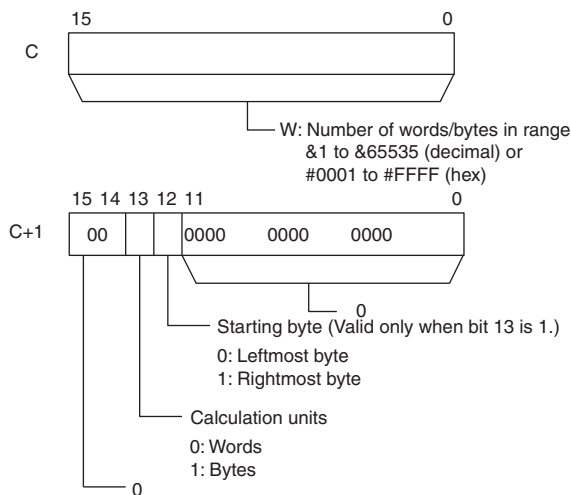 15 0
C
W: Number of words/bytes in range
&1 to &65535 (decimal) or
#0001 to #FFFF (hex)
15 14 13 12 11 0
C+1 00 0000 0000 0000
0
Starting byte (Valid only when bit 13 is 1.)
0: Leftmost byte
1: Rightmost byte
Calculation units
0: Words
1: Bytes
0